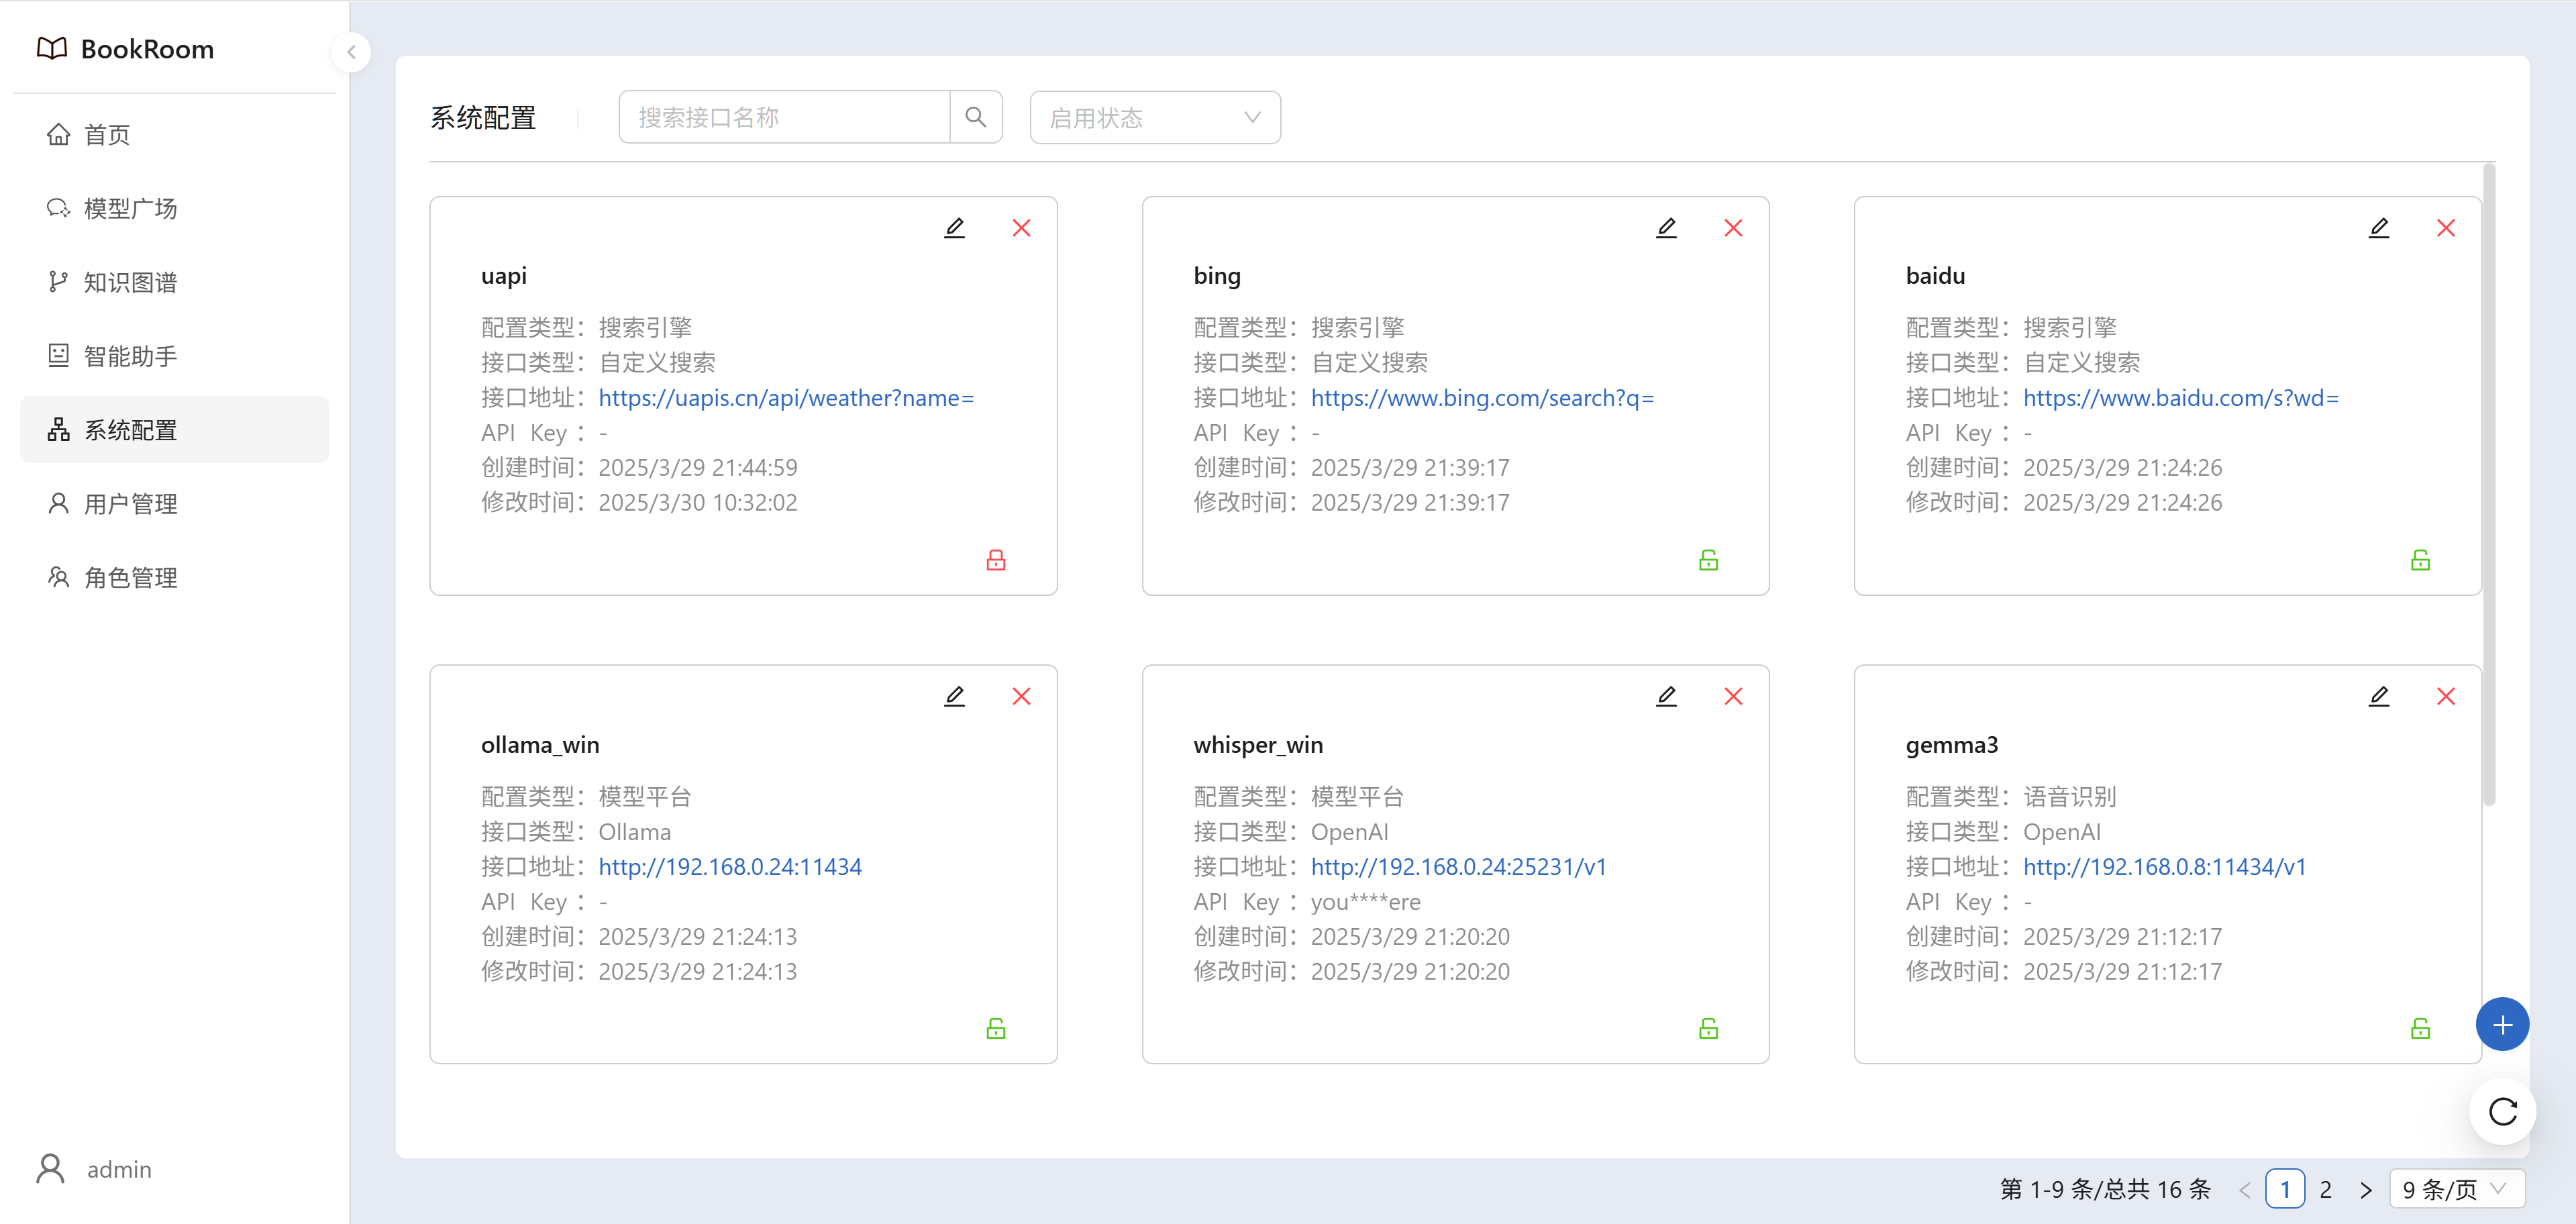 BookRoom
首页
模型广场
知识图谱
智能助手
系统配置
用户管理
角色管理
admin
系统配置
搜索接口名称
启用状态
uapi
配置类型：搜索引擎
接口类型：自定义搜索
接口地址：https://uapis.cn/api/weather?name=
API Key：-
创建时间：2025/3/29 21:44:59
修改时间：2025/3/30 10:32:02
bing
配置类型：搜索引擎
接口类型：自定义搜索
接口地址：https://www.bing.com/search?q=
API Key：-
创建时间：2025/3/29 21:39:17
修改时间：2025/3/29 21:39:17
baidu
配置类型：搜索引擎
接口类型：自定义搜索
接口地址：https://www.baidu.com/s?wd=
API Key：-
创建时间：2025/3/29 21:24:26
修改时间：2025/3/29 21:24:26
ollama_win
配置类型：模型平台
接口类型：Ollama
接口地址：http://192.168.0.24:11434
API Key：-
创建时间：2025/3/29 21:24:13
修改时间：2025/3/29 21:24:13
whisper_win
配置类型：模型平台
接口类型：OpenAI
接口地址：http://192.168.0.24:25231/v1
API Key：you****ere
创建时间：2025/3/29 21:20:20
修改时间：2025/3/29 21:20:20
gemma3
配置类型：语音识别
接口类型：OpenAI
接口地址：http://192.168.0.8:11434/v1
API Key：-
创建时间：2025/3/29 21:12:17
修改时间：2025/3/29 21:12:17
第 1-9 条/总共 16 条 < 1 2 > 9 条/页